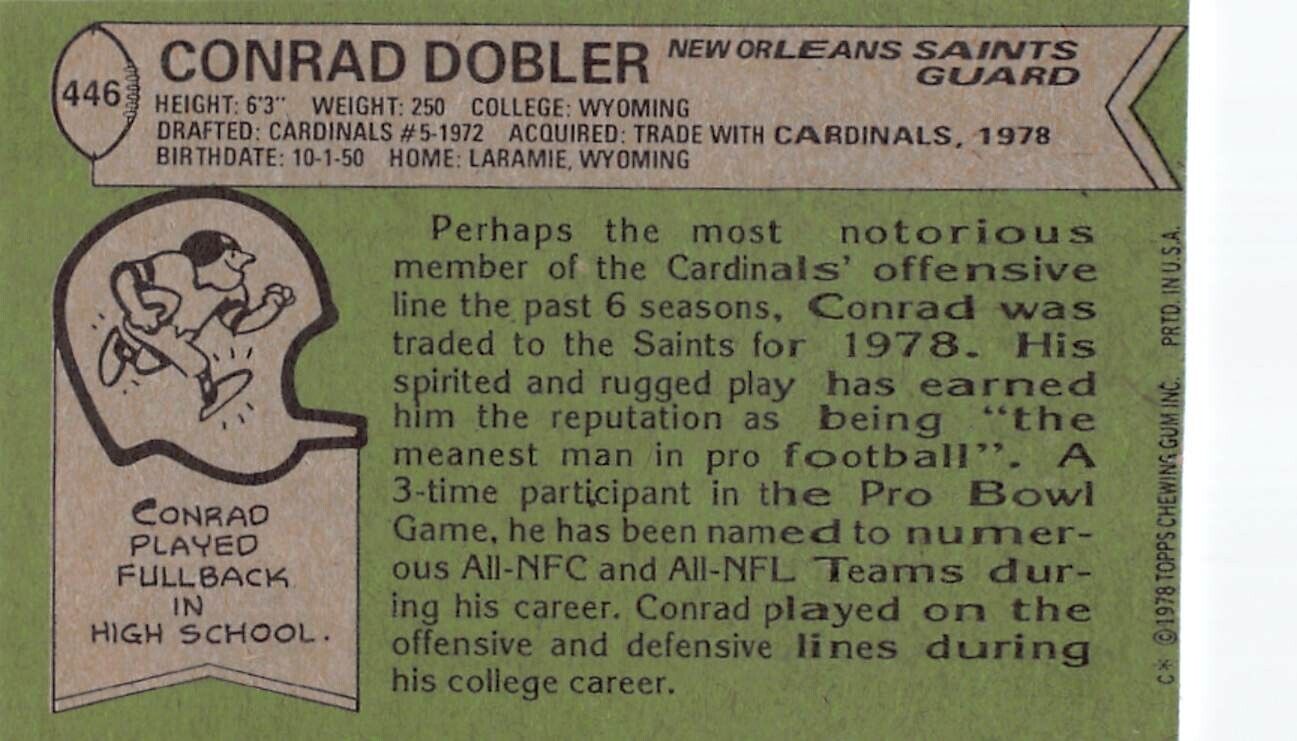 446
CONRAD DOBLER
NEW ORLEANS SAINTS
GUARD
HEIGHT: 6'3" WEIGHT: 250 COLLEGE: WYOMING
DRAFTED: CARDINALS #5-1972 ACQUIRED: TRADE WITH CARDINALS, 1978
BIRTHDATE: 10-1-50 HOME: LARAMIE, WYOMING
Perhaps the most notorious
member of the Cardinals' offensive
line the past 6 seasons, Conrad was
traded to the Saints for 1978. His
spirited and rugged play has earned
him the reputation as being “the
meanest man in pro football”. A
3-time participant in the Pro Bowl
Game, he has been named to numer-
ous All-NFC and All-NFL Teams dur-
ing his career. Conrad played on the
offensive and defensive lines during
his college career.
CONRAD
PLAYED
FULLBACK
IN
HIGH SCHOOL.
C* © 1978 TOPPS CHEWING GUM INC. PRTD. IN U.S.A.